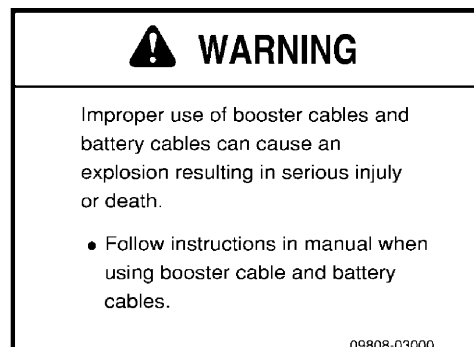 WARNING
Improper use of booster cables and
battery cables can cause an
explosion resulting in serious injuly
or death.
• Follow instructions in manual when
using booster cable and battery
cables.
09808-03000